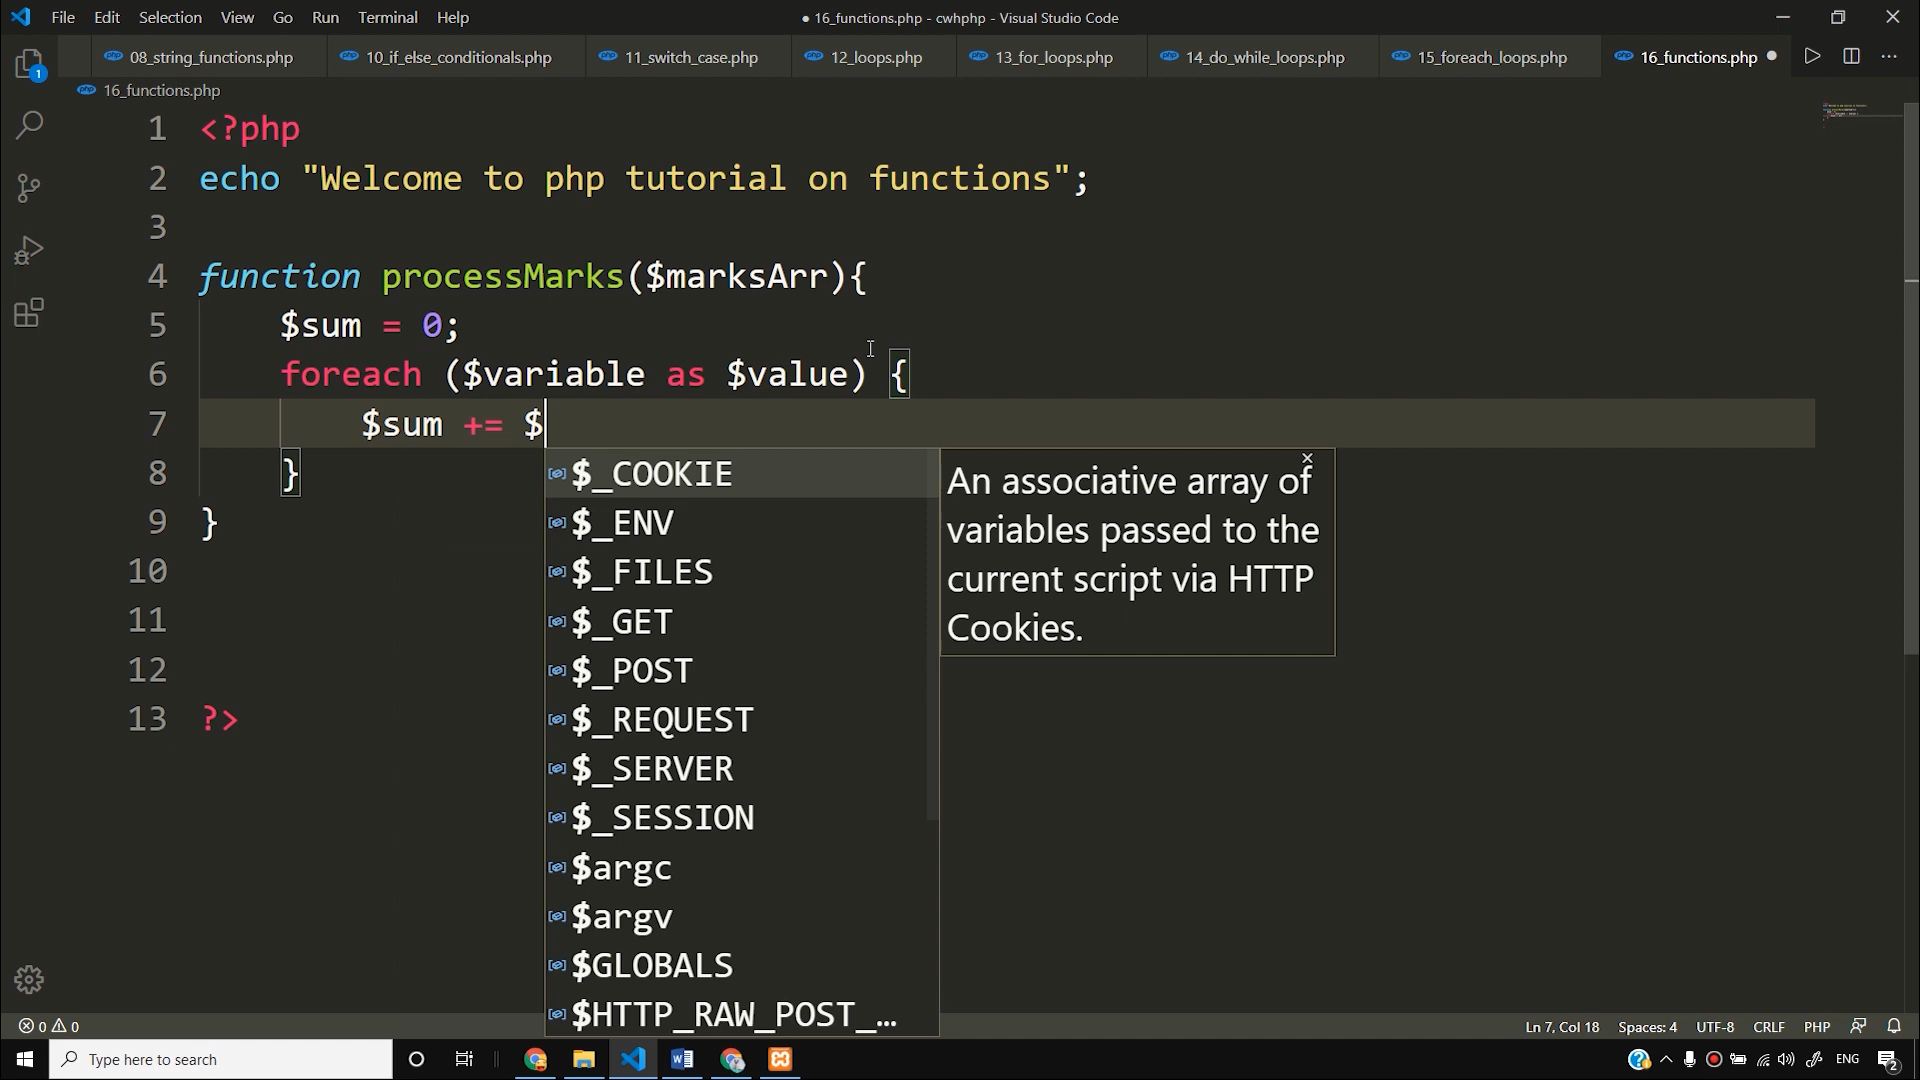 File Edit Selection View Go Run Terminal Help
● 16_functions.php - cwhphp - Visual Studio Code
08_string_functions.php 10_if_else_conditionals.php 11_switch_case.php 12_loops.php 13_for_loops.php 14_do_while_loops.php 15_foreach_loops.php 16_functions.php ●
1
16_functions.php
1 <?php
2 echo "Welcome to php tutorial on functions";
3
4 function processMarks($marksArr){
5 $sum = 0;
6 foreach ($variable as $value) {
7 $sum += $
8 }
9 }
10
11
12
13 ?>
$_COOKIE
$_ENV
$_FILES
$_GET
$_POST
$_REQUEST
$_SERVER
$_SESSION
$argc
$argv
$GLOBALS
$HTTP_RAW_POST_…
An associative array of
variables passed to the
current script via HTTP
Cookies.
0 0
Ln 7, Col 18 Spaces: 4 UTF-8 CRLF PHP
Type here to search
ENG
2